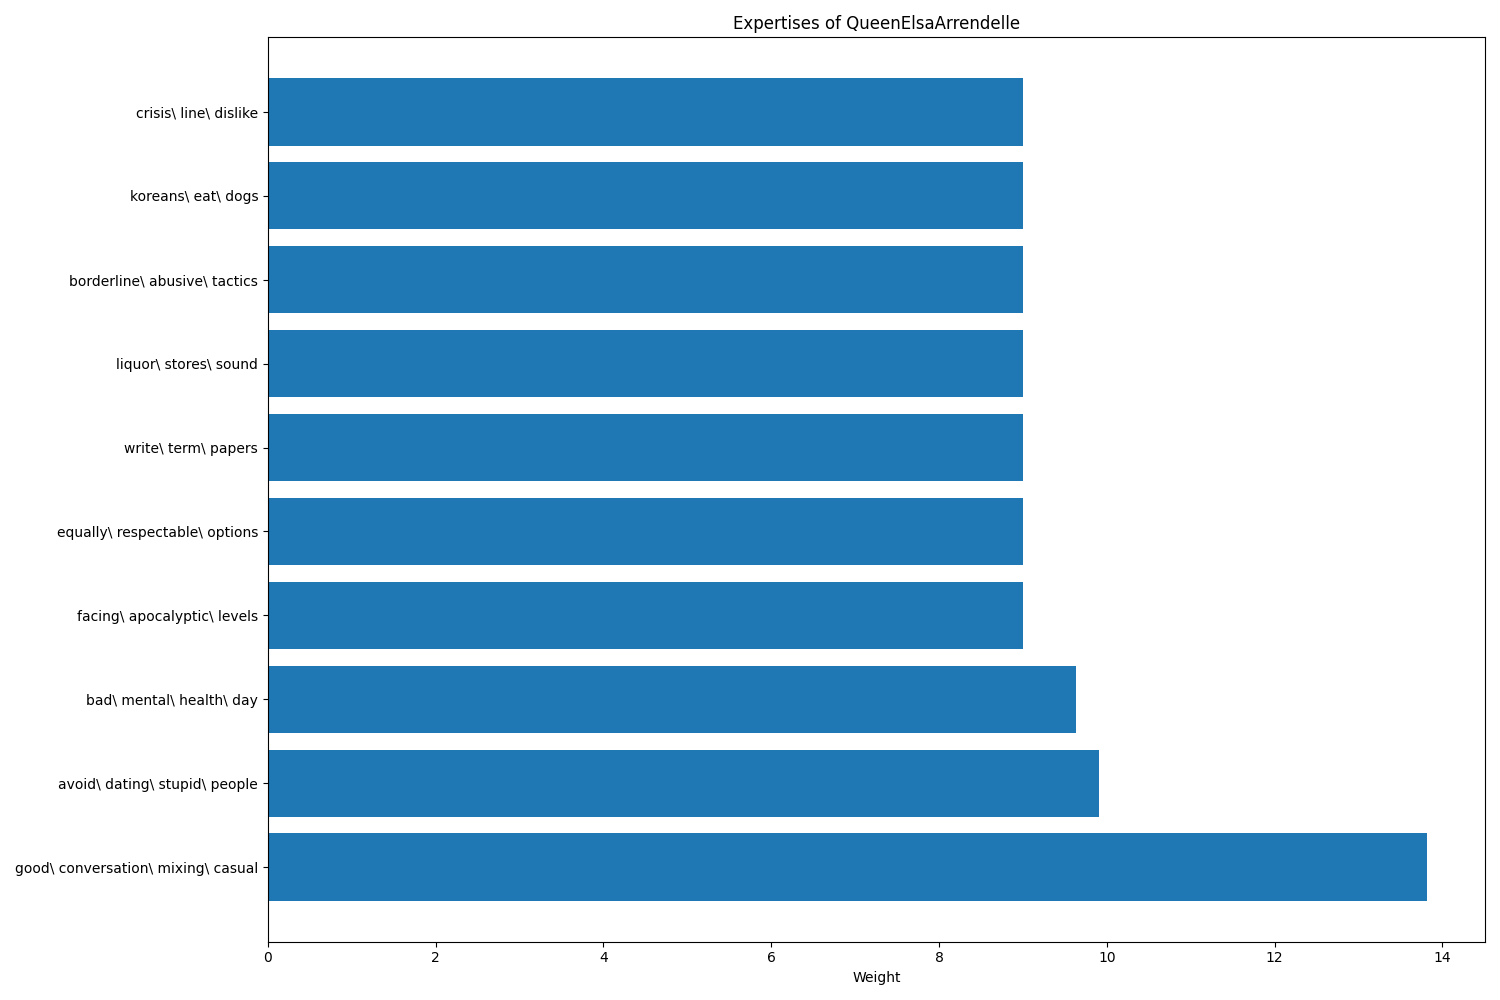 Expertises of QueenElsaArrendelle
crisis\ line\ dislike
koreans\ eat\ dogs
borderline\ abusive\ tactics
liquor\ stores\ sound
write\ term\ papers
equally\ respectable\ options
facing\ apocalyptic\ levels
bad\ mental\ health\ day
avoid\ dating\ stupid\ people
good\ conversation\ mixing\ casual
0 2 4 6 8 10 12 14
Weight